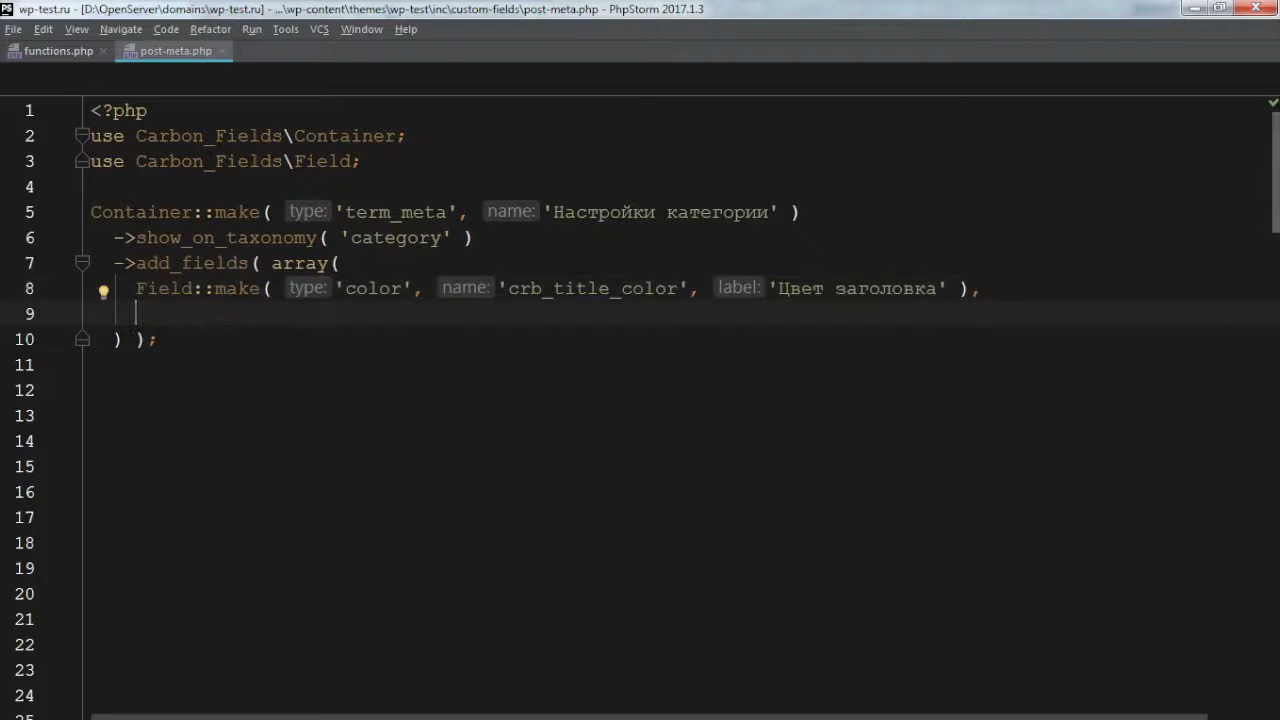 PS wp-test.ru - [D:\OpenServer\domains\wp-test.ru] - ...\wp-content\themes\wp-test\inc\custom-fields\post-meta.php - PhpStorm 2017.1.3
File Edit View Navigate Code Refactor Run Tools VCS Window Help
php functions.php php post-meta.php
1 <?php
2 use Carbon_Fields\Container;
3 use Carbon_Fields\Field;
4
5 Container::make( type: 'term_meta', name: 'Настройки категории' )
6 ->show_on_taxonomy( 'category' )
7 ->add_fields( array(
8 Field::make( type: 'color', name: 'crb_title_color', label: 'Цвет заголовка' ),
9
10 ) );
11
12
13
14
15
16
17
18
19
20
21
22
23
24
25